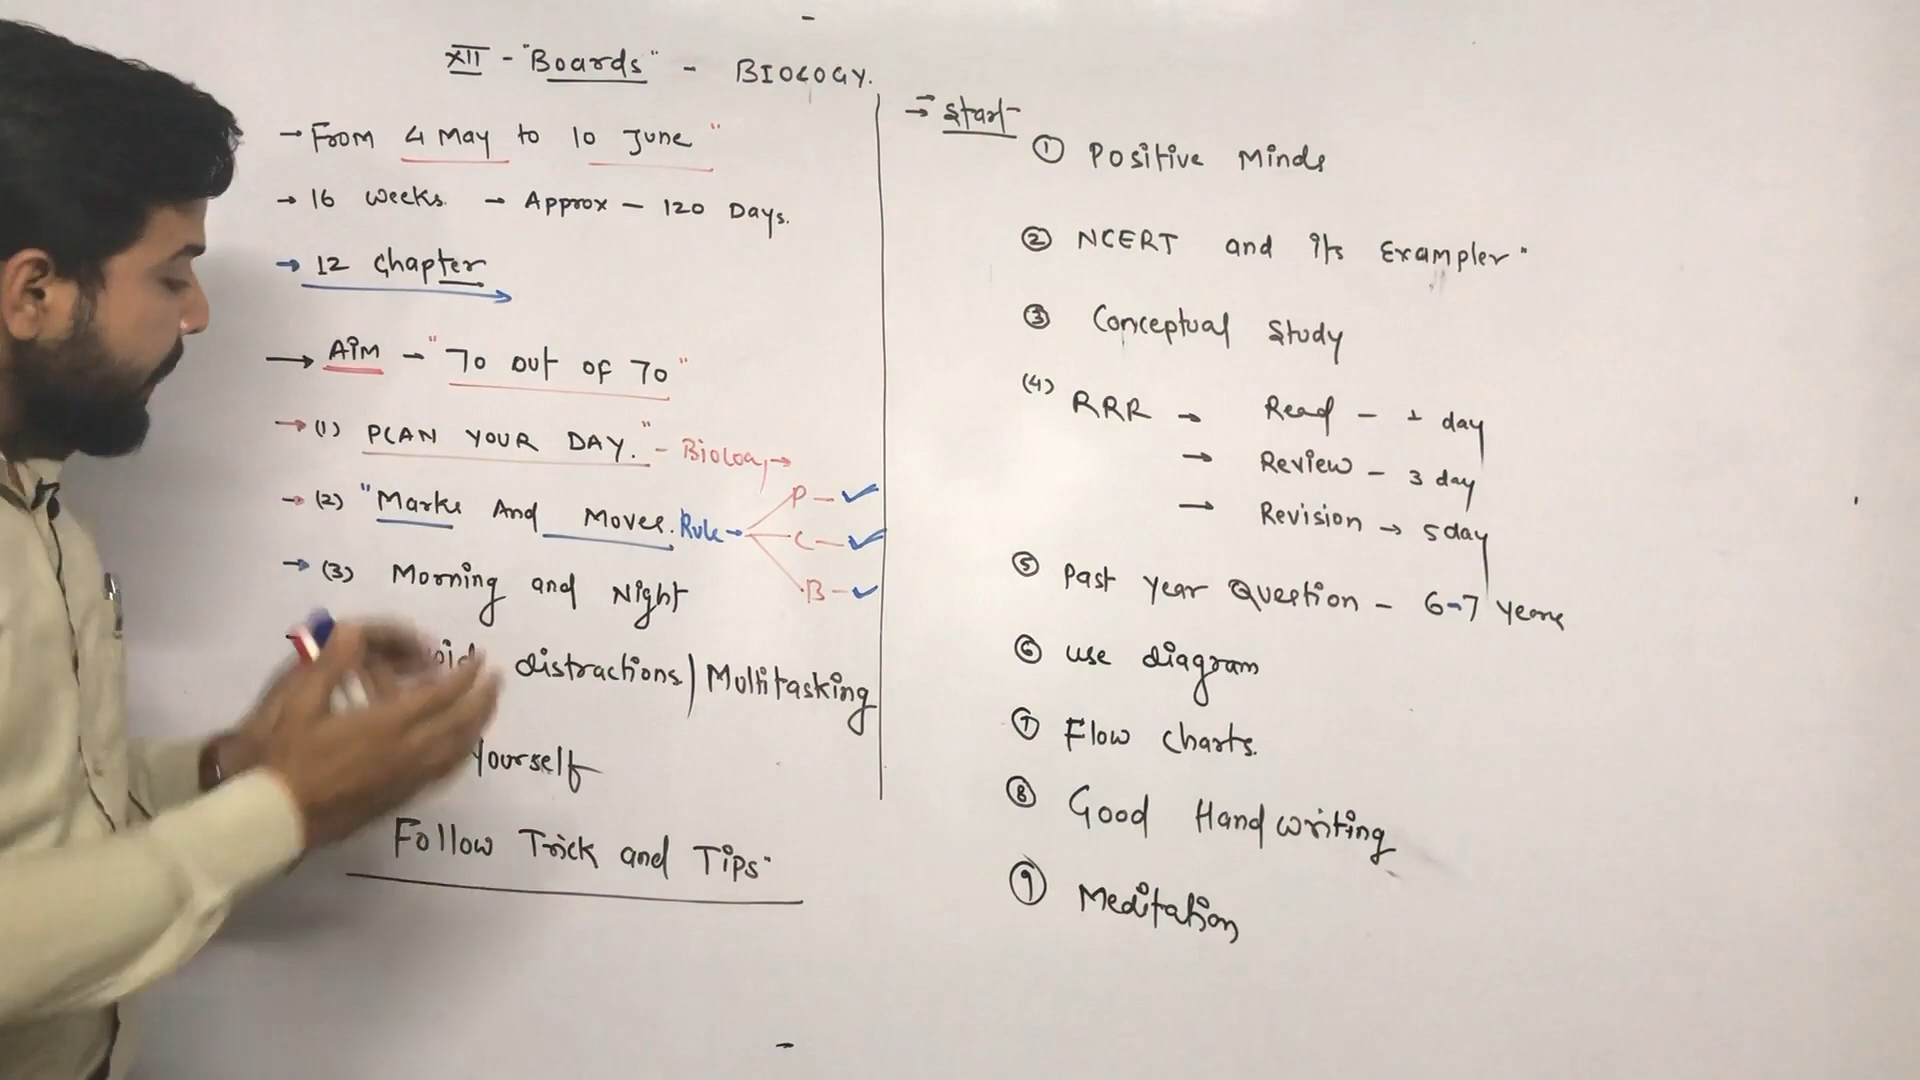 XII - "Boards" - BIOLOGY.
→ From 4 May to 10 June"
→ 16 weeks. → Approx - 120 Days.
→ 12 Chapter
→ AIM - "70 out of 70"
→ (1) PLAN YOUR DAY." - Biology →
→ (2) "Marks And Moves. Rule →
P - ✓
C - ✓
B - ✓
→ (3) Morning and Night
distractions / Multitasking
Yourself
Follow Trick and Tips"
→ Start -
① Positive Minds
② NCERT and its Exampler"
③ Conceptual Study
(4) RRR → Read - 1 day
→ Review - 3 day
→ Revision → 5 day
⑤ Past Year Question - 6-7 Years
⑥ use diagram
⑦ Flow Charts.
⑧ Good Handwriting
⑨ Meditation